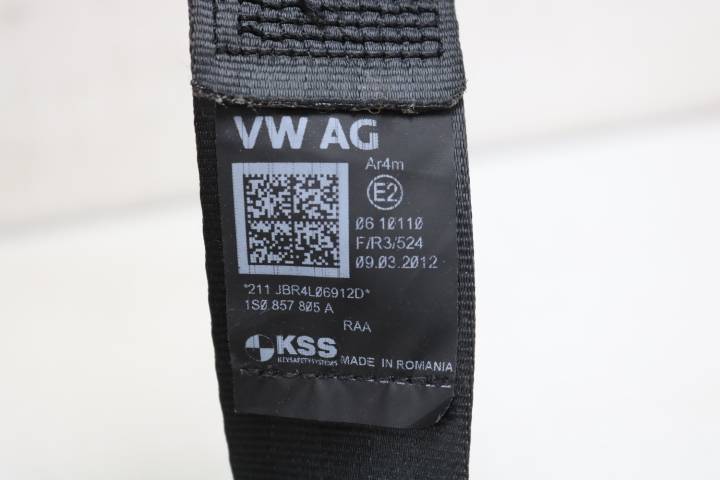 VW AG
Ar4m
E2
06 10110
F/R3/524
09.03.2012
*211 JBR4L06912D*
1S0 857 805 A
RAA
KSS
KEYSAFETYSYSTEMS
MADE IN ROMANIA